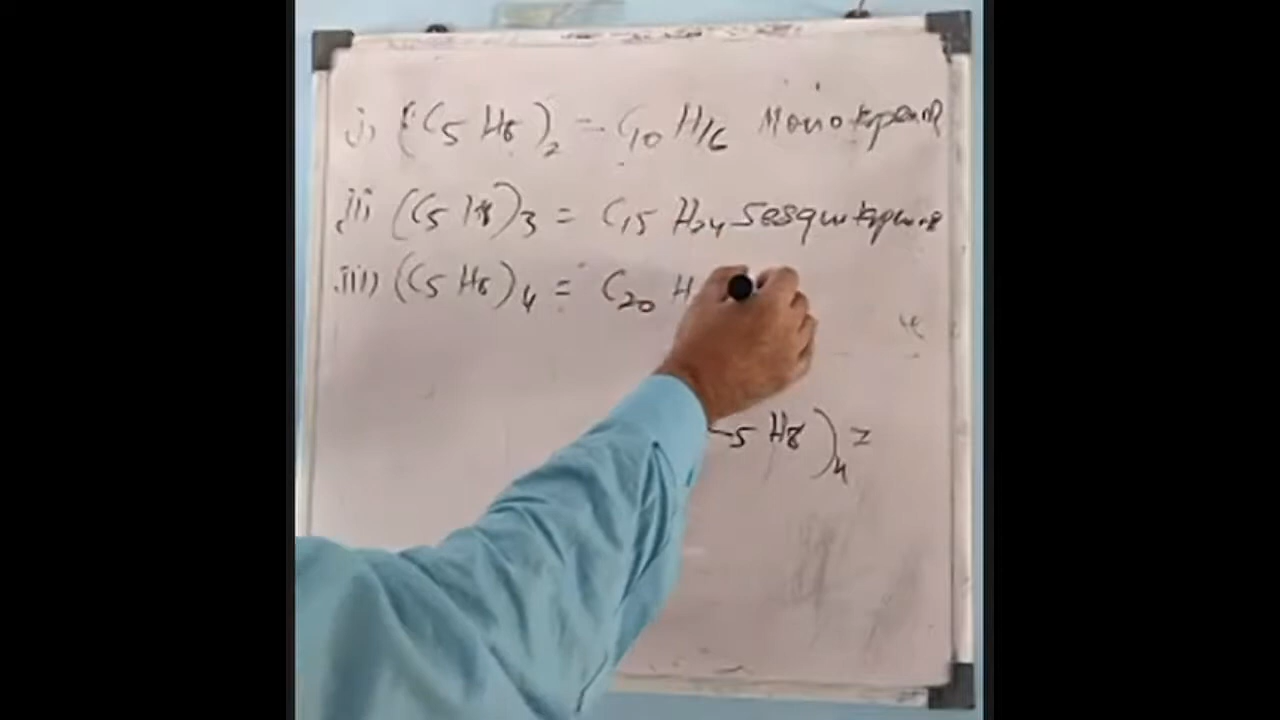 i) (C5 H8)2 = C10 H16 Monoterpene
ii) (C5 H8)3 = C15 H24 Sesquiterpene
iii) (C5 H8)4 = C20 H
5 H8)4 =